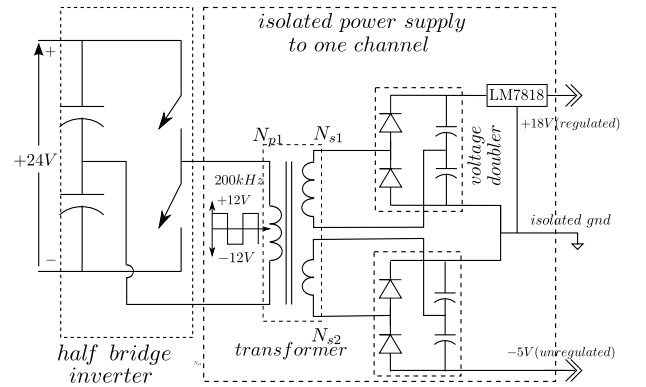 isolated power supply
to one channel
+
+24V
−
LM7818
+18V(regulated)
voltage
doubler
N_p1
N_s1
200kHz
+12V
−12V
isolated gnd
N_s2
transformer
−5V(unregulated)
half bridge
inverter